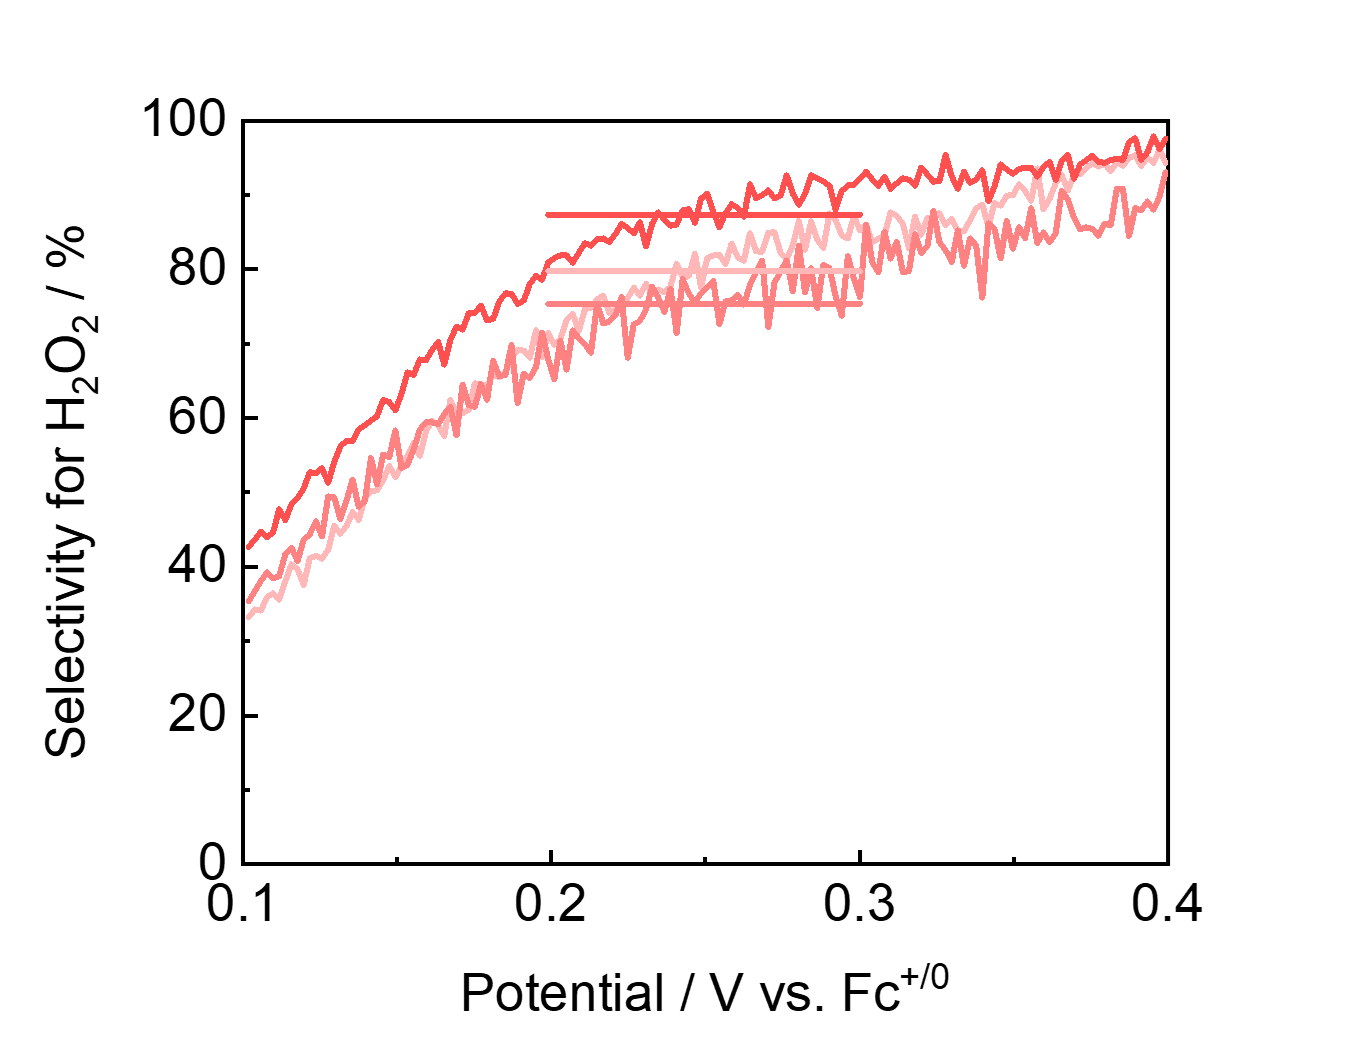 Selectivity for H₂O₂ / %
100
80
60
40
20
0
0.1 0.2 0.3 0.4
Potential / V vs. Fc⁺/⁰